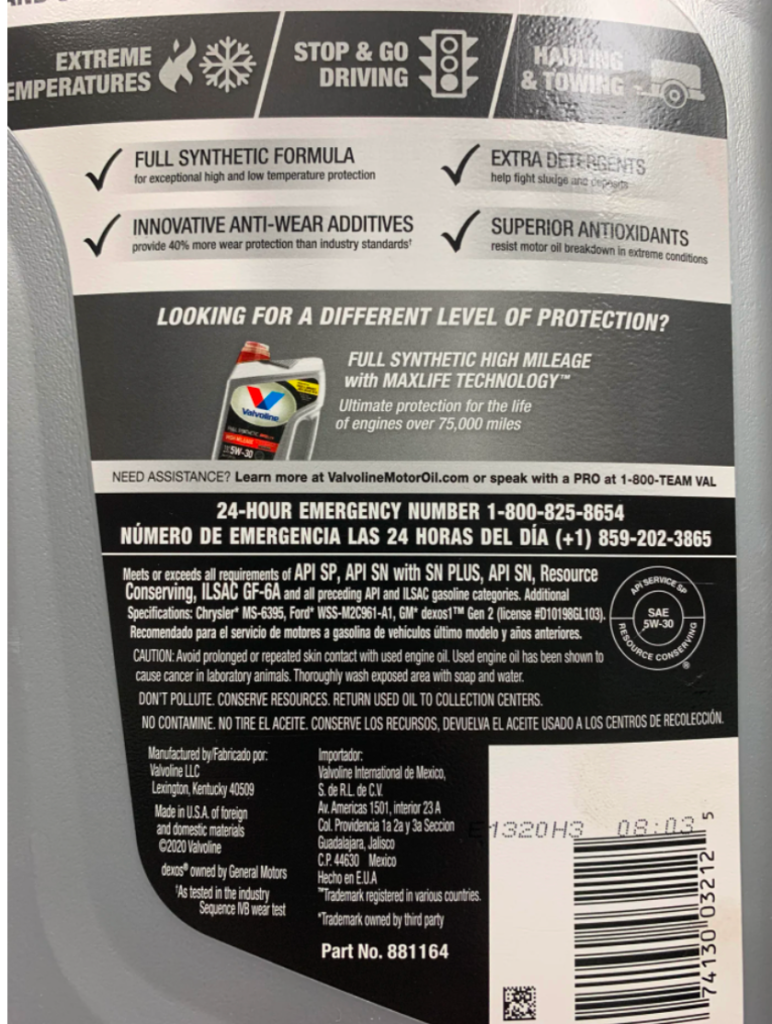 EXTREME
TEMPERATURES
STOP & GO
DRIVING
HAULING
& TOWING
FULL SYNTHETIC FORMULA
for exceptional high and low temperature protection
EXTRA DETERGENTS
help fight sludge and deposits
INNOVATIVE ANTI-WEAR ADDITIVES
provide 40% more wear protection than industry standards†
SUPERIOR ANTIOXIDANTS
resist motor oil breakdown in extreme conditions
LOOKING FOR A DIFFERENT LEVEL OF PROTECTION?
Valvoline
HIGH MILEAGE
5W-30
FULL SYNTHETIC HIGH MILEAGE
with MAXLIFE TECHNOLOGY™
Ultimate protection for the life
of engines over 75,000 miles
NEED ASSISTANCE? Learn more at ValvolineMotorOil.com or speak with a PRO at 1-800-TEAM VAL
24-HOUR EMERGENCY NUMBER 1-800-825-8654
NÚMERO DE EMERGENCIA LAS 24 HORAS DEL DÍA (+1) 859-202-3865
Meets or exceeds all requirements of API SP, API SN with SN PLUS, API SN, Resource
Conserving, ILSAC GF-6A and all preceding API and ILSAC gasoline categories. Additional
Specifications: Chrysler* MS-6395, Ford* WSS-M2C961-A1, GM* dexos1™ Gen 2 (license #D10198GL103).
Recomendado para el servicio de motores a gasolina de vehículos último modelo y años anteriores.
API SERVICE SP
SAE
5W-30
RESOURCE CONSERVING
®
CAUTION: Avoid prolonged or repeated skin contact with used engine oil. Used engine oil has been shown to
cause cancer in laboratory animals. Thoroughly wash exposed area with soap and water.
DON'T POLLUTE. CONSERVE RESOURCES. RETURN USED OIL TO COLLECTION CENTERS.
NO CONTAMINE. NO TIRE EL ACEITE. CONSERVE LOS RECURSOS, DEVUELVA EL ACEITE USADO A LOS CENTROS DE RECOLECCIÓN.
Manufactured by/Fabricado por:
Valvoline LLC
Lexington, Kentucky 40509
Made in U.S.A. of foreign
and domestic materials
©2020 Valvoline
dexos® owned by General Motors
†As tested in the industry
Sequence IVB wear test
Importador:
Valvoline International de Mexico,
S. de R.L. de C.V.
Av. Americas 1501, interior 23 A
Col. Providencia 1a 2a y 3a Seccion
Guadalajara, Jalisco
C.P. 44630 Mexico
Hecho en E.U.A
™Trademark registered in various countries.
*Trademark owned by third party
Part No. 881164
E1320H3 08:03
74130 03212 5